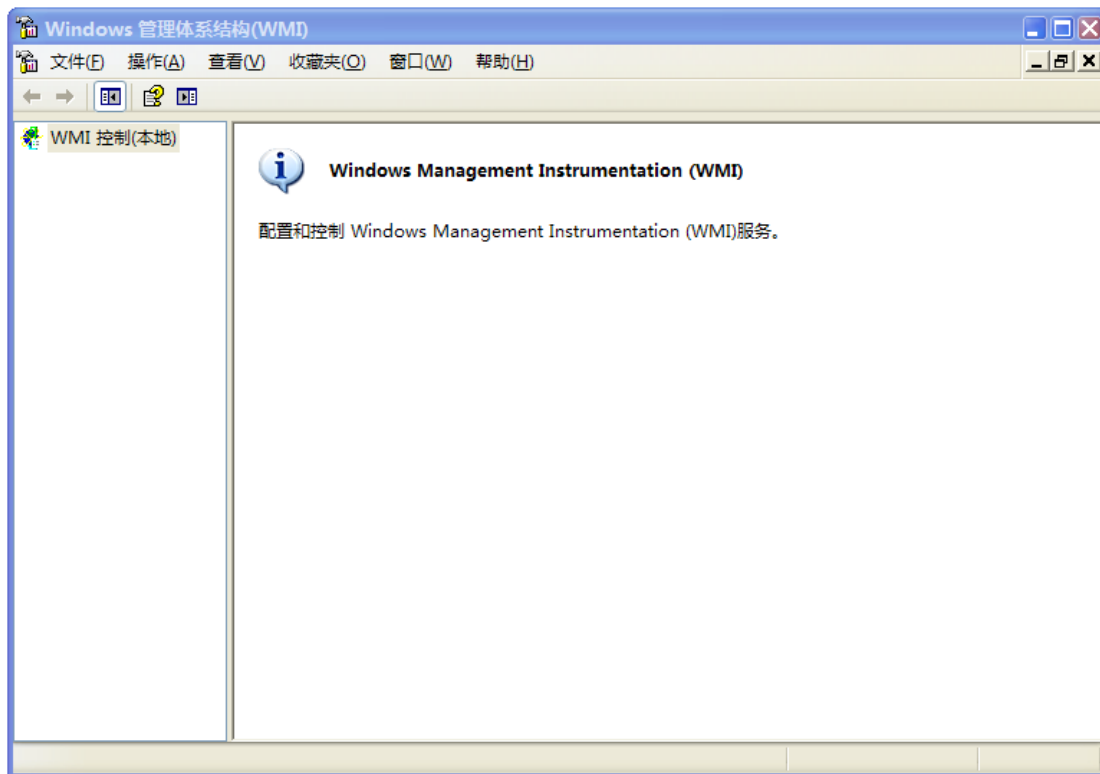 Windows 管理体系结构(WMI)
文件(F) 操作(A) 查看(V) 收藏夹(O) 窗口(W) 帮助(H)
WMI 控制(本地)
Windows Management Instrumentation (WMI)
配置和控制 Windows Management Instrumentation (WMI)服务。